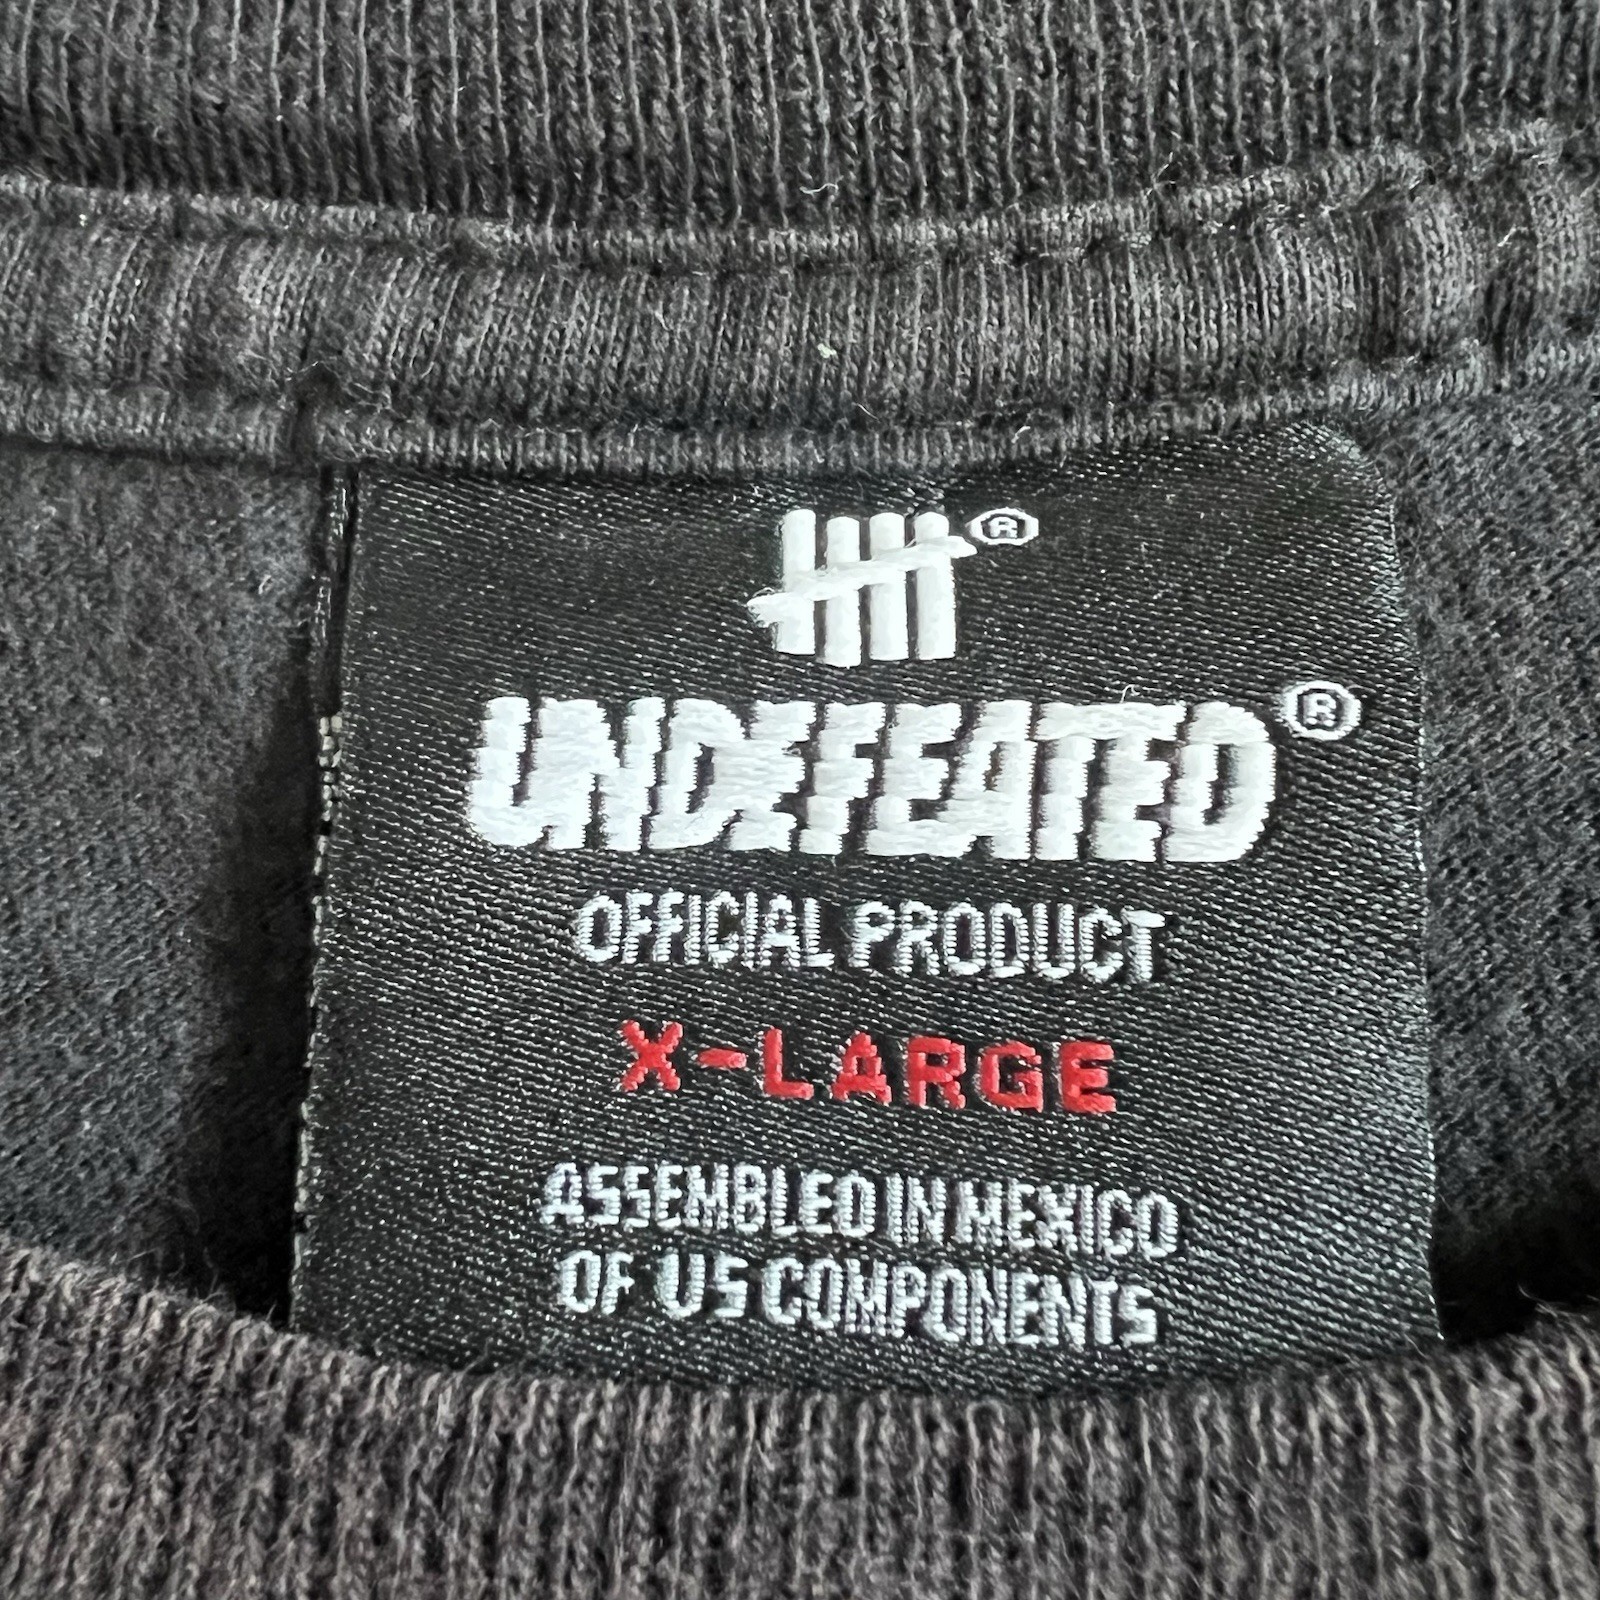 ®
UNDEFEATED®
OFFICIAL PRODUCT
X-LARGE
ASSEMBLED IN MEXICO
OF US COMPONENTS